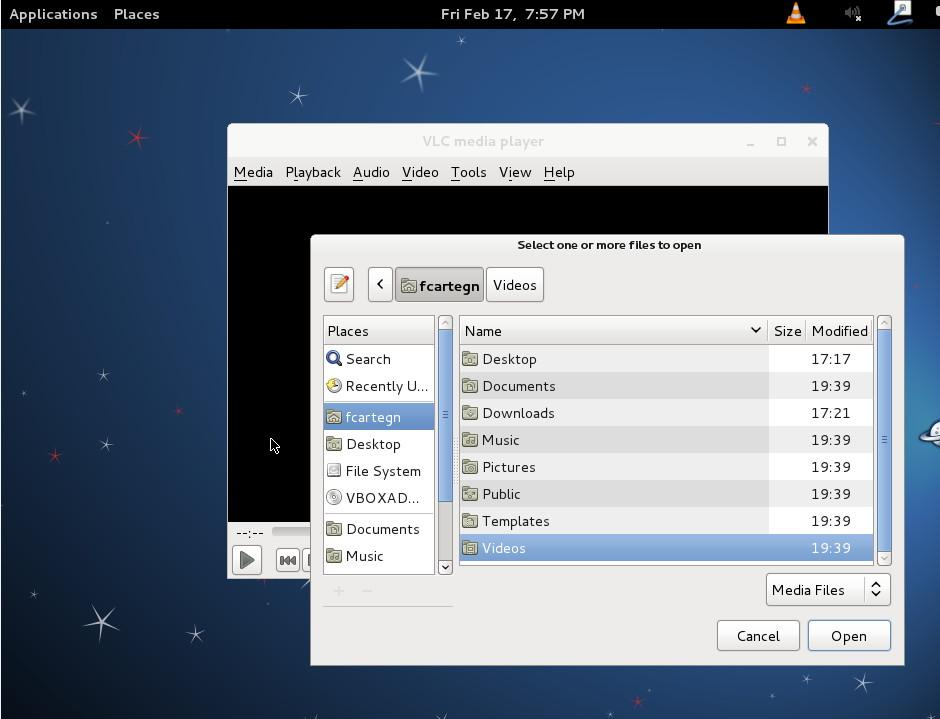 Applications Places Fri Feb 17, 7:57 PM
VLC media player
Media Playback Audio Video Tools View Help
Select one or more files to open
fcartegn Videos
Places Name Size Modified
Search Desktop 17:17
Recently U... Documents 19:39
fcartegn Downloads 17:21
Desktop Music 19:39
File System Pictures 19:39
VBOXAD... Public 19:39
Documents Templates 19:39
Music Videos 19:39
--:--
Media Files
Cancel Open